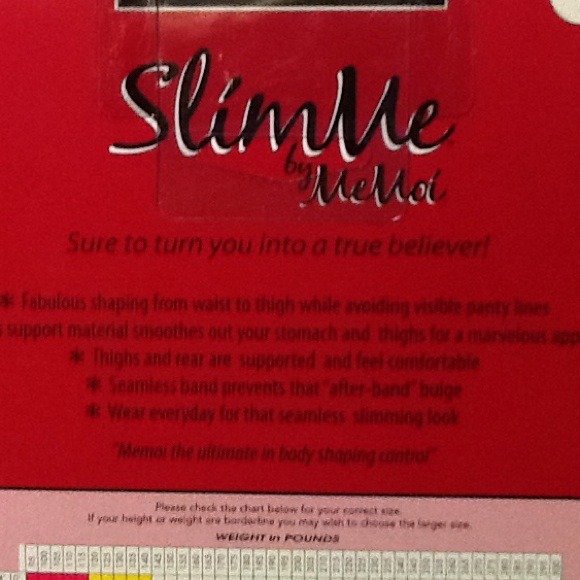 SlimMe
by
MeMoi
Sure to turn you into a true believer!
* Fabulous shaping from waist to thigh while avoiding visible panty lines
support material smoothes out your stomach and thighs for a marvelous app
* Thighs and rear are supported and feel comfortable
* Seamless band prevents that "after-band" bulge
* Wear everyday for that seamless slimming look
"Memoi the ultimate in body shaping control"
Please check the chart below for your correct size.
If your height or weight are borderline you may wish to choose the larger size.
WEIGHT in POUNDS